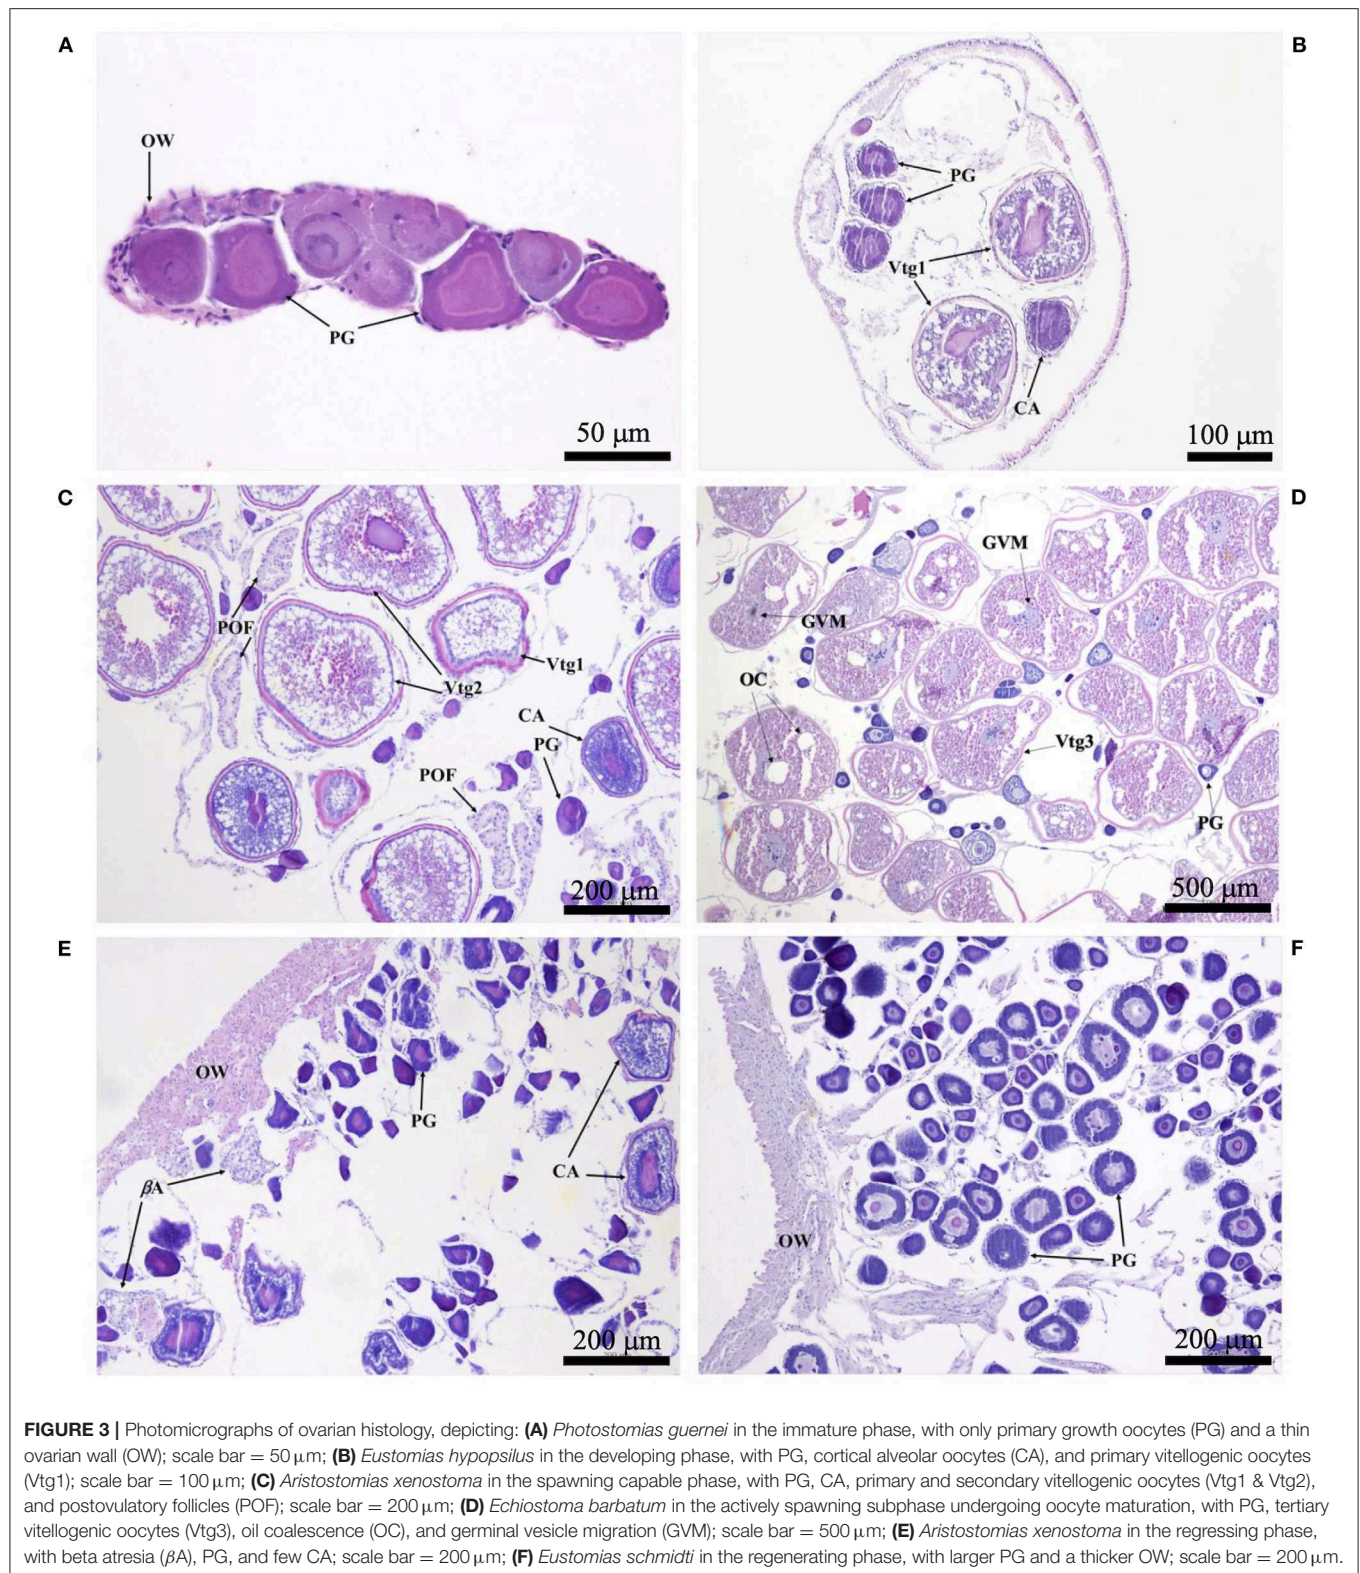 A
OW
PG
50 μm
B
PG
Vtg1
CA
100 μm
C
POF
Vtg2
Vtg1
CA
PG
POF
200 μm
D
GVM
GVM
OC
Vtg3
PG
500 μm
E
OW
PG
CA
βA
200 μm
F
OW
PG
200 μm
FIGURE 3 | Photomicrographs of ovarian histology, depicting: (A) Photostomias guernei in the immature phase, with only primary growth oocytes (PG) and a thin
ovarian wall (OW); scale bar = 50 μm; (B) Eustomias hypopsilus in the developing phase, with PG, cortical alveolar oocytes (CA), and primary vitellogenic oocytes
(Vtg1); scale bar = 100 μm; (C) Aristostomias xenostoma in the spawning capable phase, with PG, CA, primary and secondary vitellogenic oocytes (Vtg1 & Vtg2),
and postovulatory follicles (POF); scale bar = 200 μm; (D) Echiostoma barbatum in the actively spawning subphase undergoing oocyte maturation, with PG, tertiary
vitellogenic oocytes (Vtg3), oil coalescence (OC), and germinal vesicle migration (GVM); scale bar = 500 μm; (E) Aristostomias xenostoma in the regressing phase,
with beta atresia (βA), PG, and few CA; scale bar = 200 μm; (F) Eustomias schmidti in the regenerating phase, with larger PG and a thicker OW; scale bar = 200 μm.